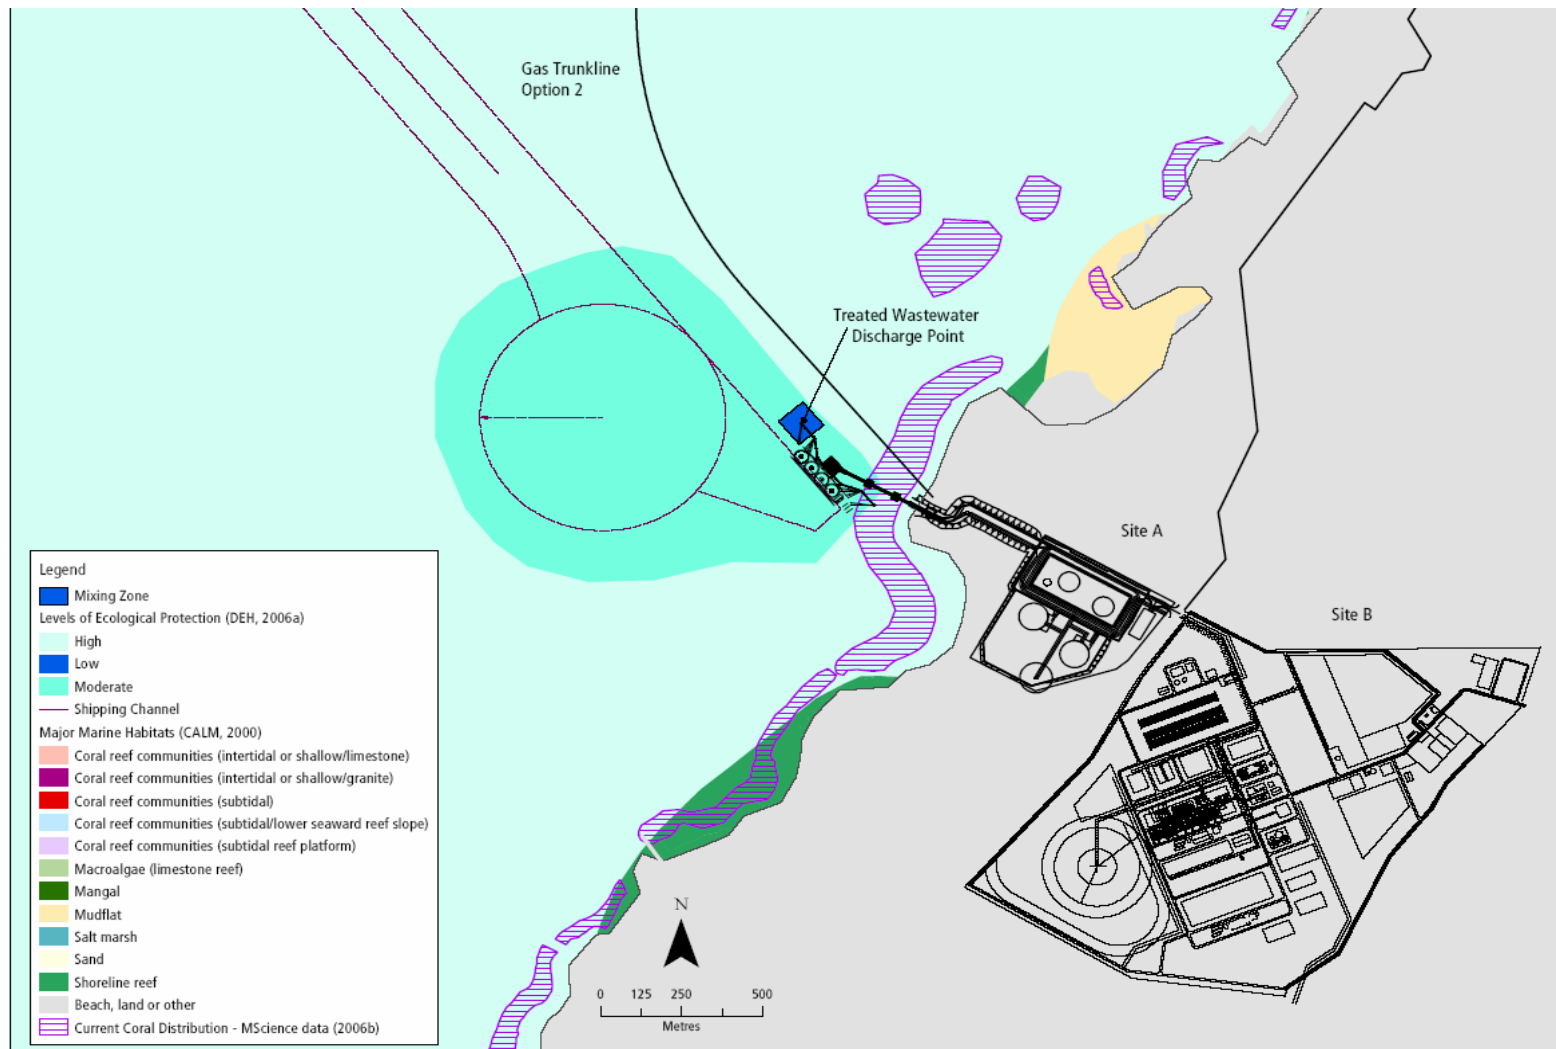 Gas Trunkline
Option 2
Treated Wastewater
Discharge Point
Site A
Site B
Legend
Mixing Zone
Levels of Ecological Protection (DEH, 2006a)
High
Low
Moderate
Shipping Channel
Major Marine Habitats (CALM, 2000)
Coral reef communities (intertidal or shallow/limestone)
Coral reef communities (intertidal or shallow/granite)
Coral reef communities (subtidal)
Coral reef communities (subtidal/lower seaward reef slope)
Coral reef communities (subtidal reef platform)
Macroalgae (limestone reef)
Mangal
Mudflat
Salt marsh
Sand
Shoreline reef
Beach, land or other
Current Coral Distribution - MScience data (2006b)
N
0 125 250 500
Metres